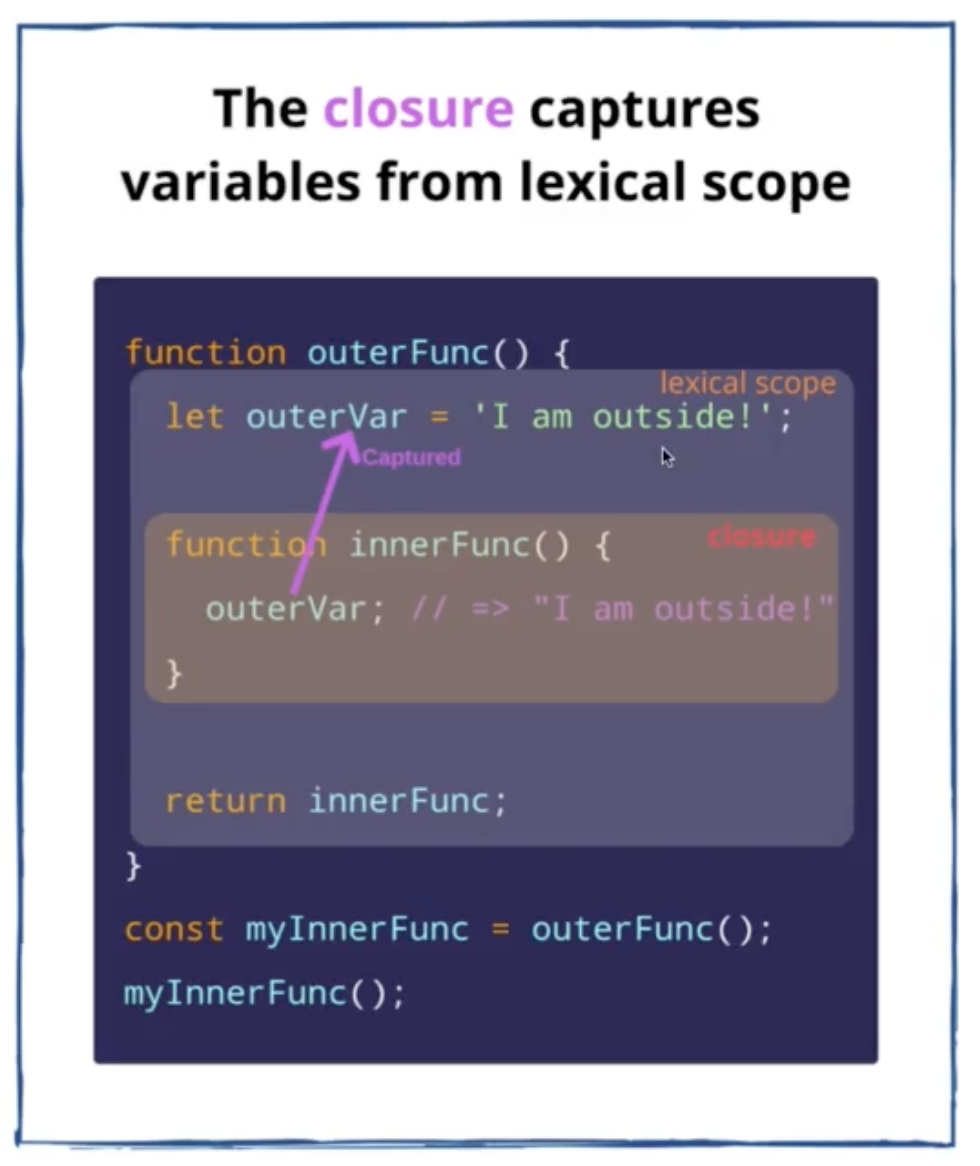 The closure captures
variables from lexical scope
function outerFunc() {
lexical scope
let outerVar = 'I am outside!';
Captured
function innerFunc() {
closure
outerVar; // => "I am outside!"
}
return innerFunc;
}
const myInnerFunc = outerFunc();
myInnerFunc();